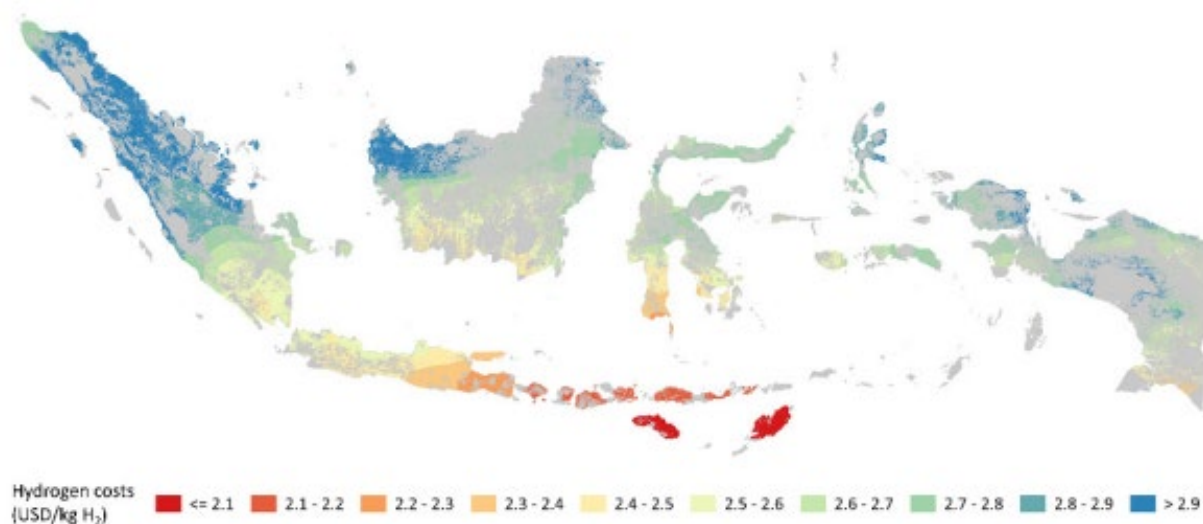 Hydrogen costs
(USD/kg H₂)
<= 2.1
2.1 - 2.2
2.2 - 2.3
2.3 - 2.4
2.4 - 2.5
2.5 - 2.6
2.6 - 2.7
2.7 - 2.8
2.8 - 2.9
> 2.9